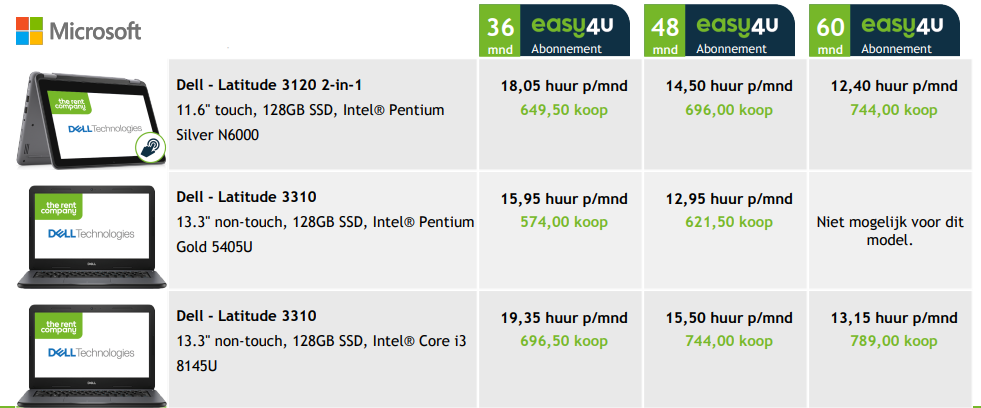 Microsoft
36 mnd easy4u Abonnement
48 mnd easy4u Abonnement
60 mnd easy4u Abonnement
the rent
company
DELLTechnologies
Dell - Latitude 3120 2-in-1
11.6" touch, 128GB SSD, Intel® Pentium
Silver N6000
18,05 huur p/mnd
649,50 koop
14,50 huur p/mnd
696,00 koop
12,40 huur p/mnd
744,00 koop
the rent
company
DELLTechnologies
DELL
Dell - Latitude 3310
13.3" non-touch, 128GB SSD, Intel® Pentium
Gold 5405U
15,95 huur p/mnd
574,00 koop
12,95 huur p/mnd
621,50 koop
Niet mogelijk voor dit
model.
the rent
company
DELLTechnologies
DELL
Dell - Latitude 3310
13.3" non-touch, 128GB SSD, Intel® Core i3
8145U
19,35 huur p/mnd
696,50 koop
15,50 huur p/mnd
744,00 koop
13,15 huur p/mnd
789,00 koop